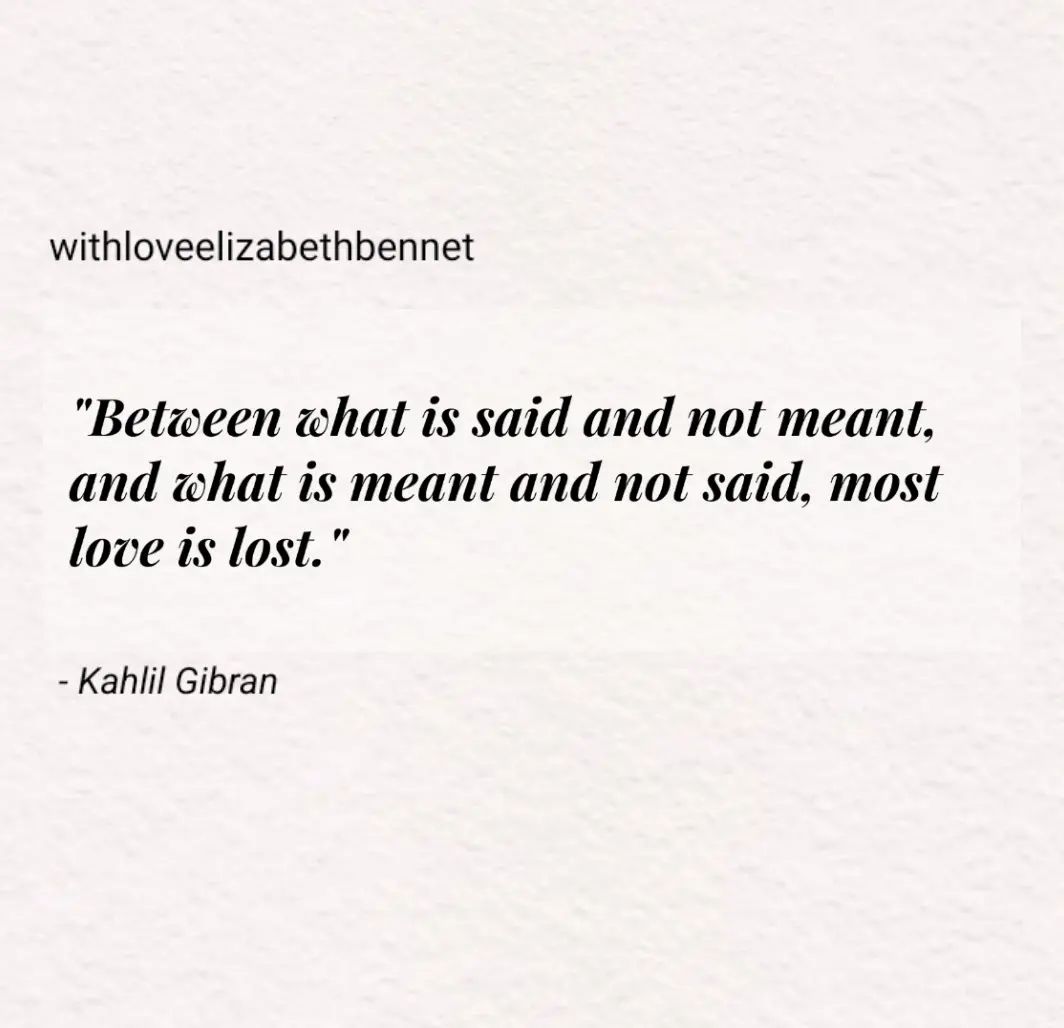 withloveelizabethbennet
"Between what is said and not meant,
and what is meant and not said, most
love is lost."
- Kahlil Gibran